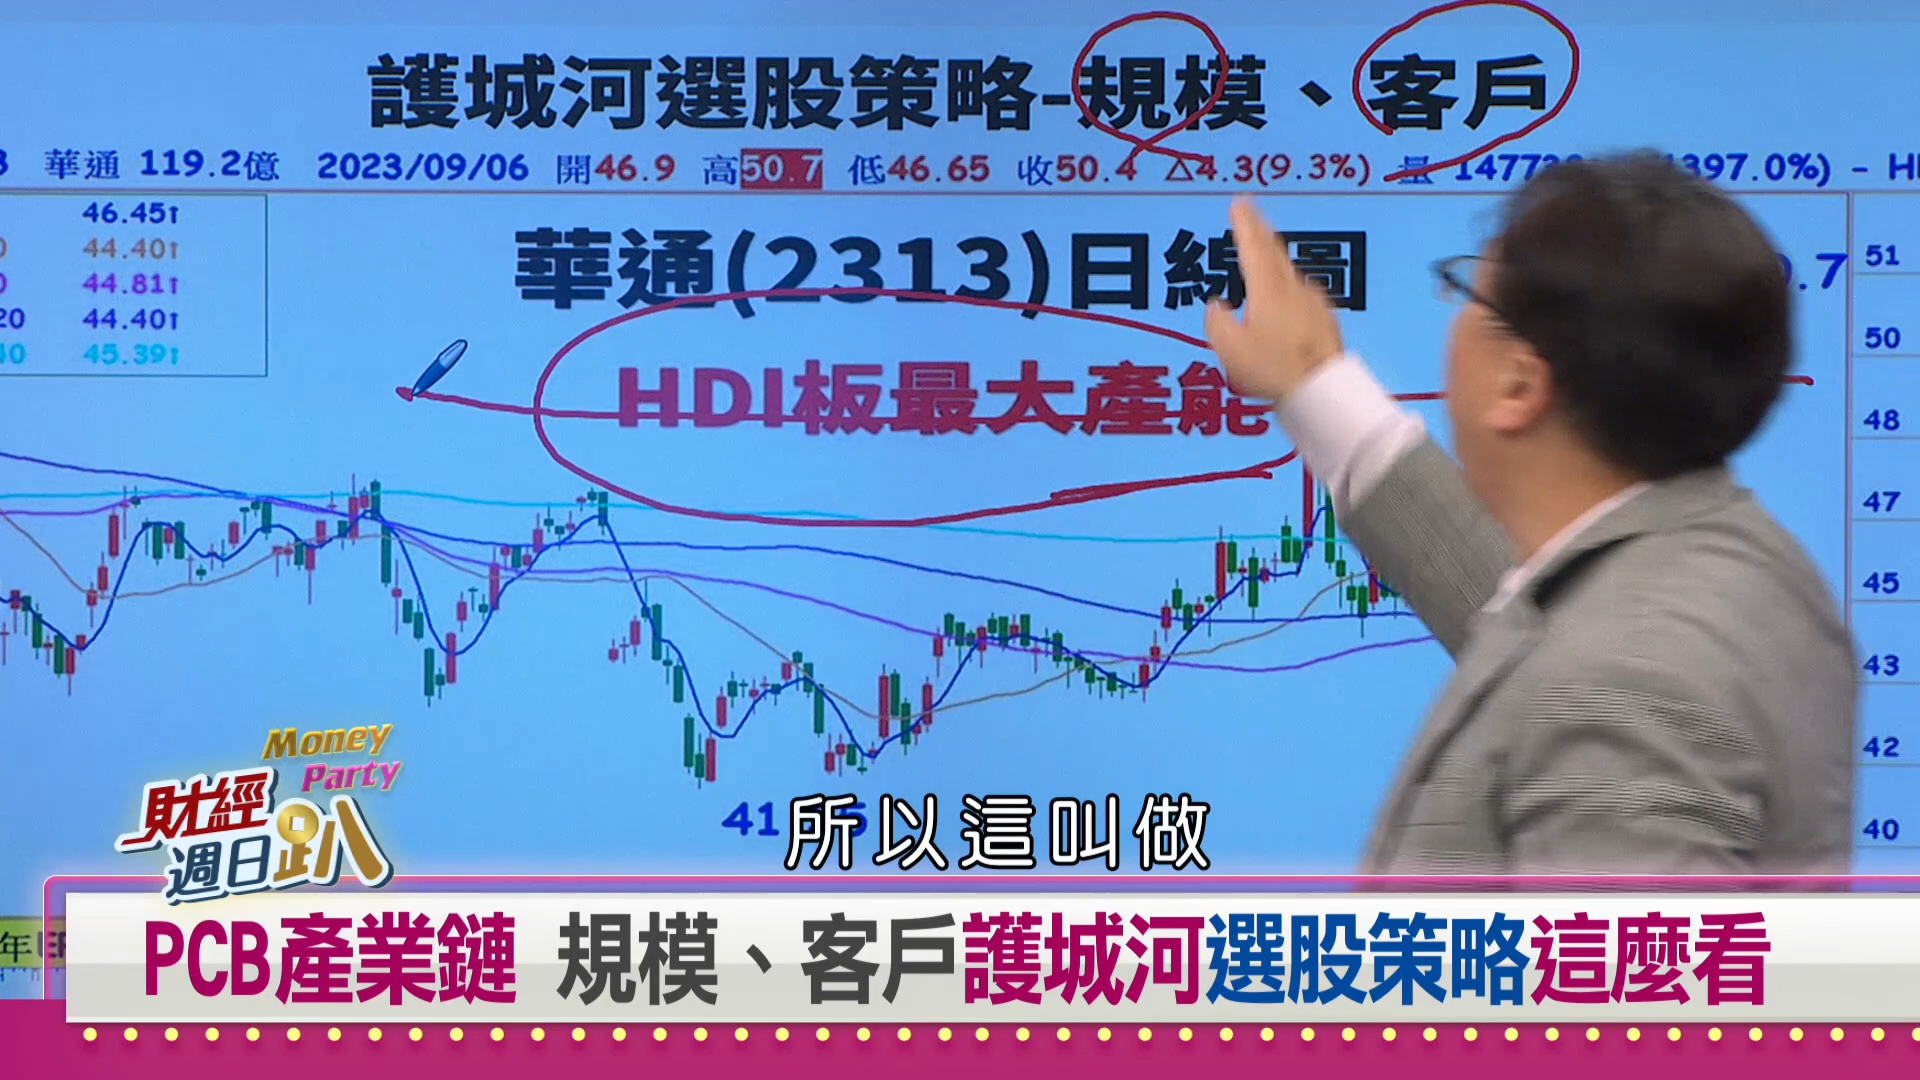 護城河選股策略-規模、客戶
華通 119.2億 2023/09/06 開46.9 高50.7 低46.65 收50.4 △4.3(9.3%) 量 397.0%) -
46.45↑
44.40↑
44.81↑
20 44.40↑
45.39↑
華通(2313)日線圖
HDI板最大產能
51
50
48
47
45
43
42
40
Money
Party
財經
週日趴
所以這叫做
PCB產業鏈 規模、客戶護城河選股策略這麼看